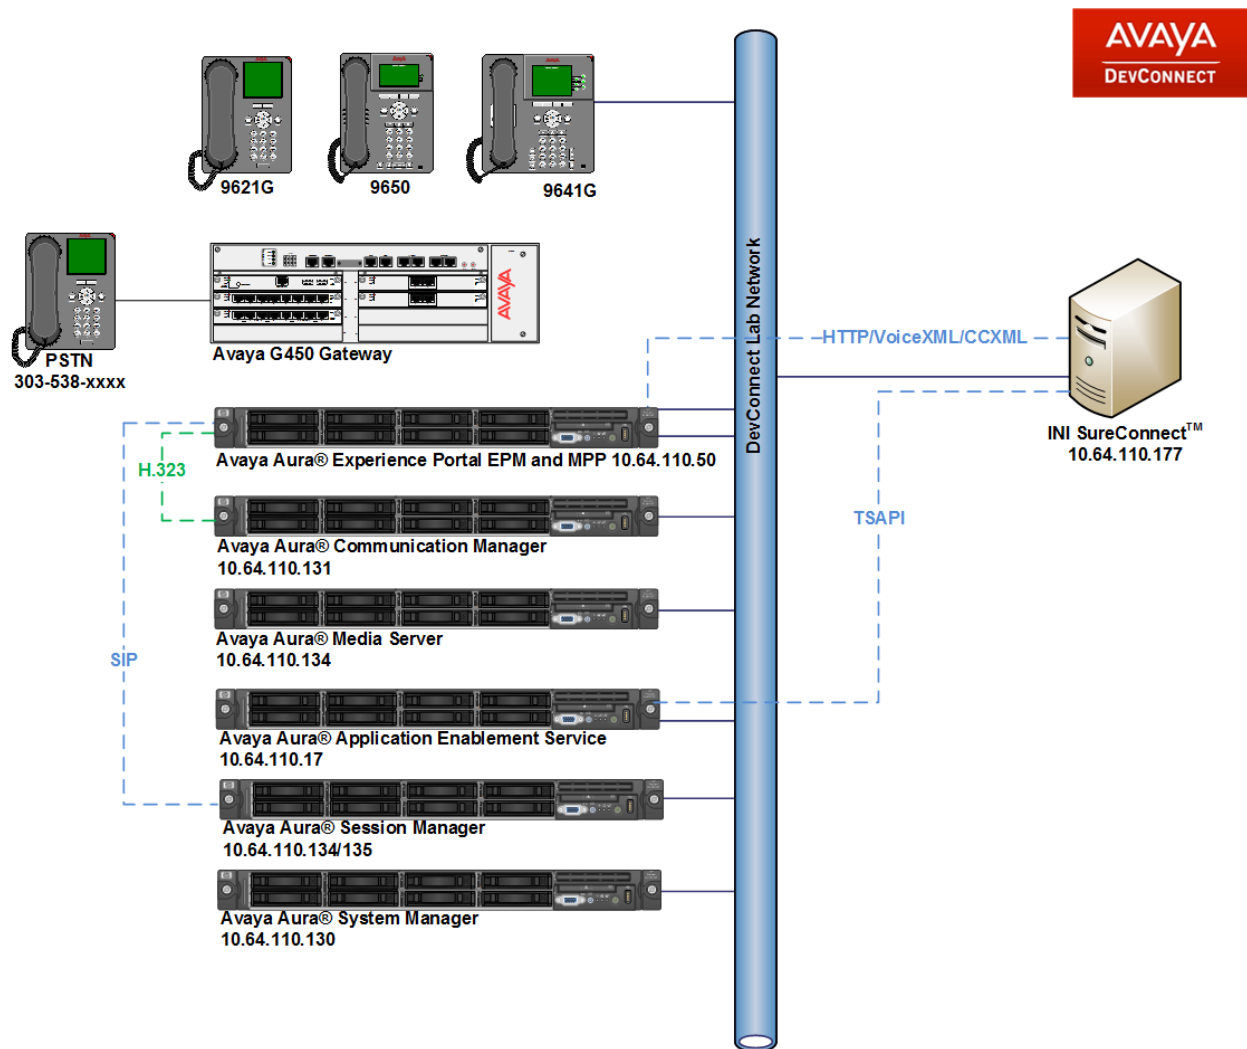 AVAYA
DEVCONNECT
9621G
9650
9641G
PSTN
303-538-xxxx
AVAYA
Avaya G450 Gateway
DevConnect Lab Network
HTTP/VoiceXML/CCXML
INI SureConnect™
10.64.110.177
Avaya Aura® Experience Portal EPM and MPP 10.64.110.50
H.323
Avaya Aura® Communication Manager
10.64.110.131
TSAPI
Avaya Aura® Media Server
10.64.110.134
SIP
Avaya Aura® Application Enablement Service
10.64.110.17
Avaya Aura® Session Manager
10.64.110.134/135
Avaya Aura® System Manager
10.64.110.130